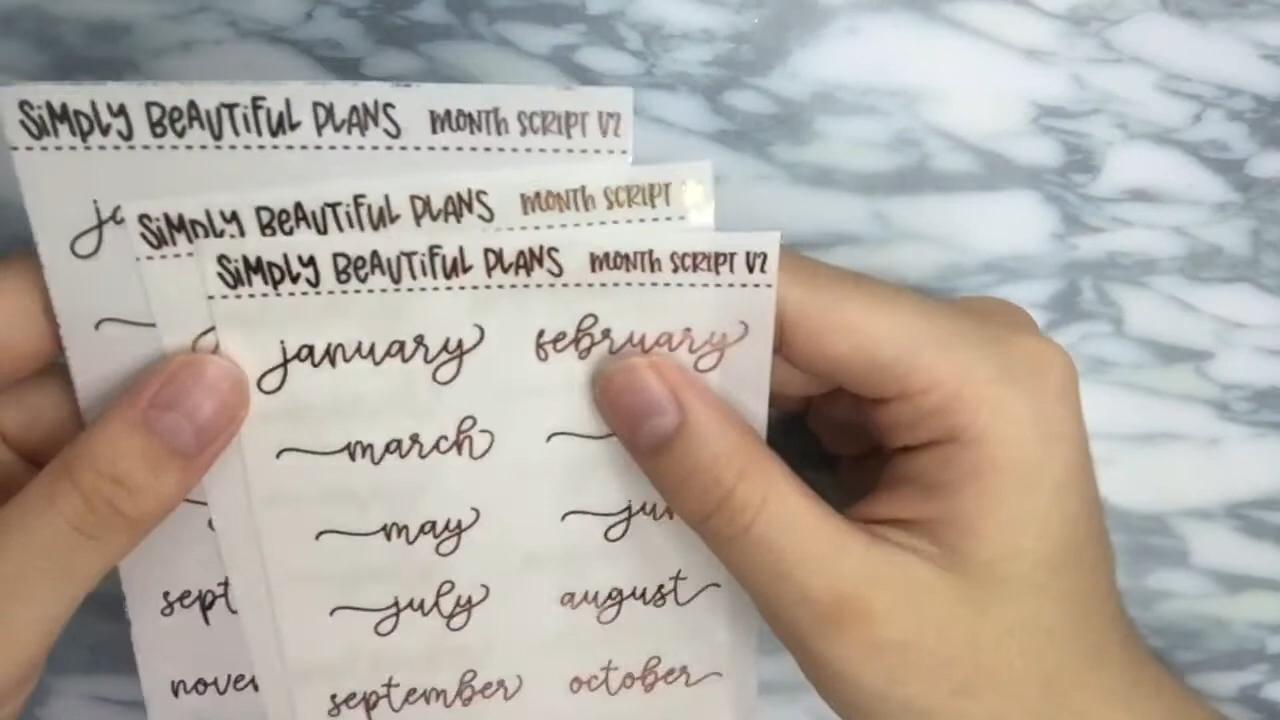 SiMPLY BEAUTiFUL PLANS MONTh SCRIPT V2
SiMPLY BEAUTiFUL PLANS MONTh SCRIPT
SiMPLY BEAUTiFUL PLANS MONTh SCRIPT V2
january february
march
may
july august
sept
september october